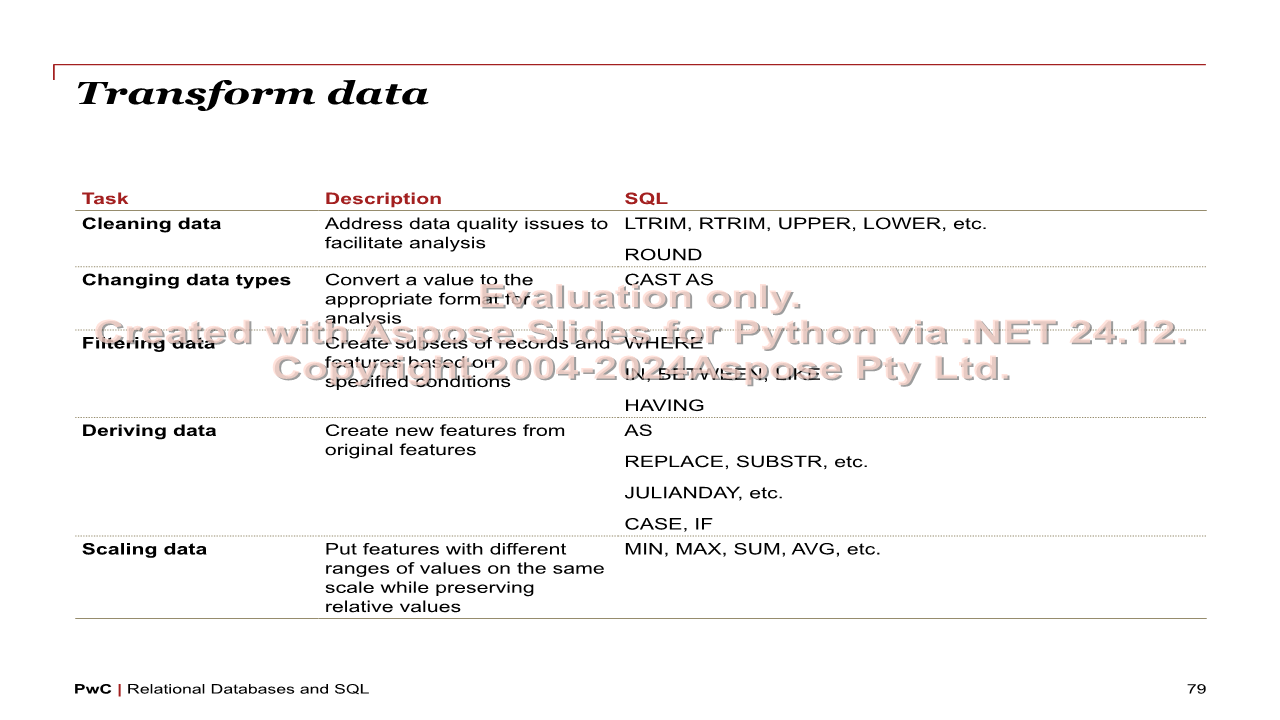 Transform data
Task Description SQL
Cleaning data Address data quality issues to LTRIM, RTRIM, UPPER, LOWER, etc.
facilitate analysis
ROUND
Changing data types Convert a value to the CAST AS
appropriate format for
analysis
Evaluation only.
Created with Aspose.Slides for Python via .NET 24.12.
Copyright 2004-2024Aspose Pty Ltd.
Filtering data Create subsets of records and WHERE
features based on
IN, BETWEEN, LIKE
specified conditions
HAVING
Deriving data Create new features from AS
original features
REPLACE, SUBSTR, etc.
JULIANDAY, etc.
CASE, IF
Scaling data Put features with different MIN, MAX, SUM, AVG, etc.
ranges of values on the same
scale while preserving
relative values
PwC | Relational Databases and SQL 79